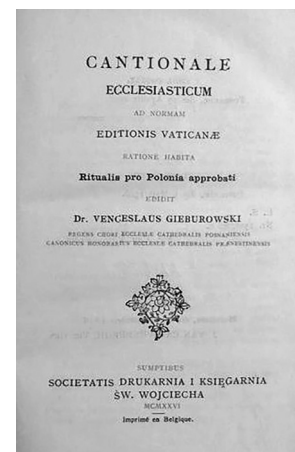 CANTIONALE
ECCLESIASTICUM
AD NORMAM
EDITIONIS VATICANÆ
RATIONE HABITA
Ritualis pro Polonia approbati
EDIDIT
Dr. VENCESLAUS GIEBUROWSKI
REGENS CHORI ECCLESIÆ CATHEDRALIS POSNANIENSIS
CANONICUS HONORARIUS ECCLESIÆ CATHEDRALIS PRÆNESTINENSIS
SUMPTIBUS
SOCIETATIS DRUKARNIA I KSIĘGARNIA
ŚW. WOJCIECHA
MCMXXVI
Imprimé en Belgique.